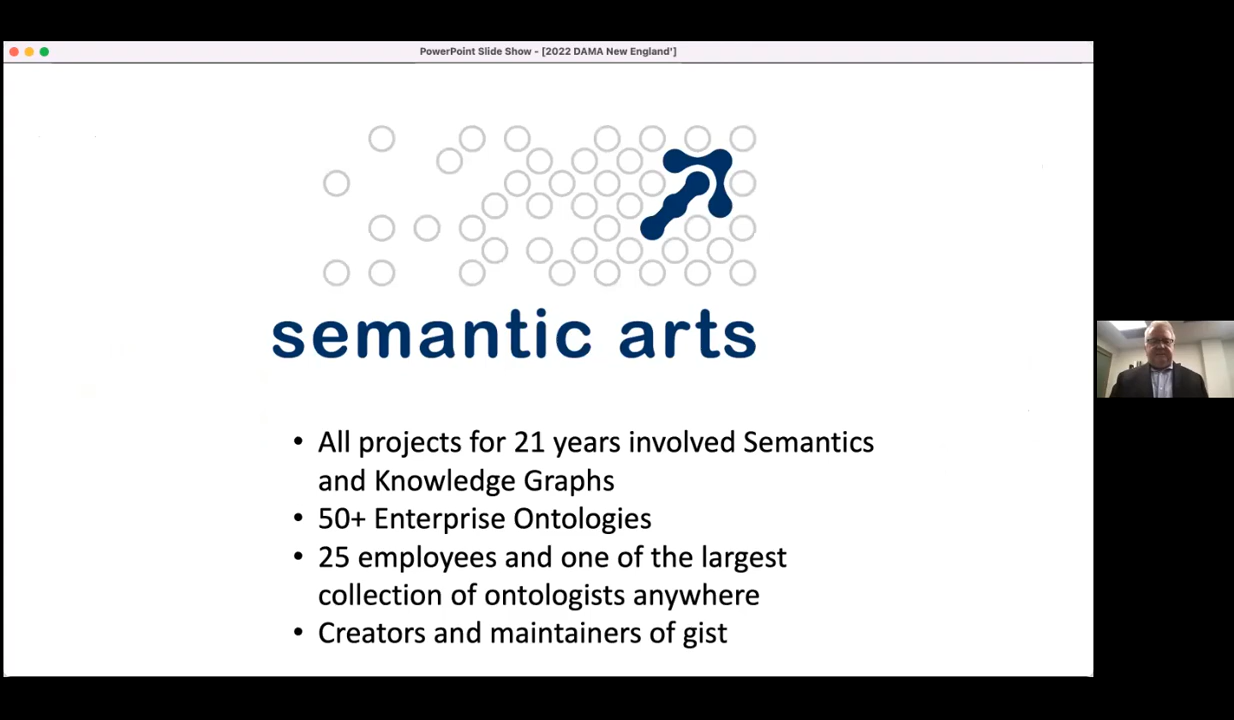 PowerPoint Slide Show - [2022 DAMA New England']
semantic arts
• All projects for 21 years involved Semantics
and Knowledge Graphs
• 50+ Enterprise Ontologies
• 25 employees and one of the largest
collection of ontologists anywhere
• Creators and maintainers of gist